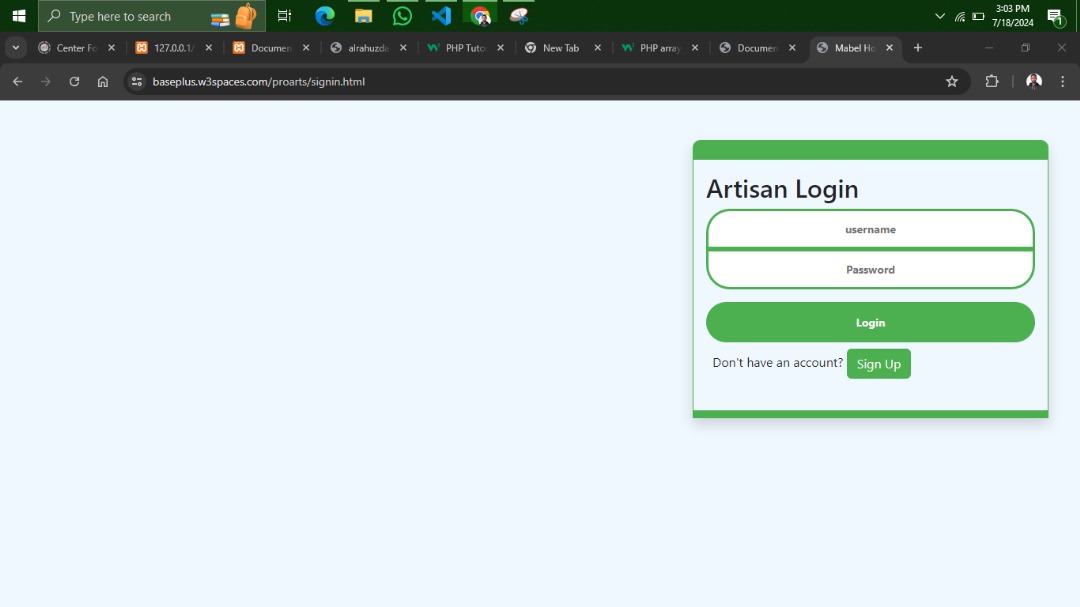 Type here to search
3:03 PM
7/18/2024
1
Center Fo
127.0.0.1/
Documen
alrahuzda
PHP Tuto
New Tab
PHP array
Documen
Mabel Ho
baseplus.w3spaces.com/proarts/signin.html
Artisan Login
username
Password
Login
Don't have an account? Sign Up